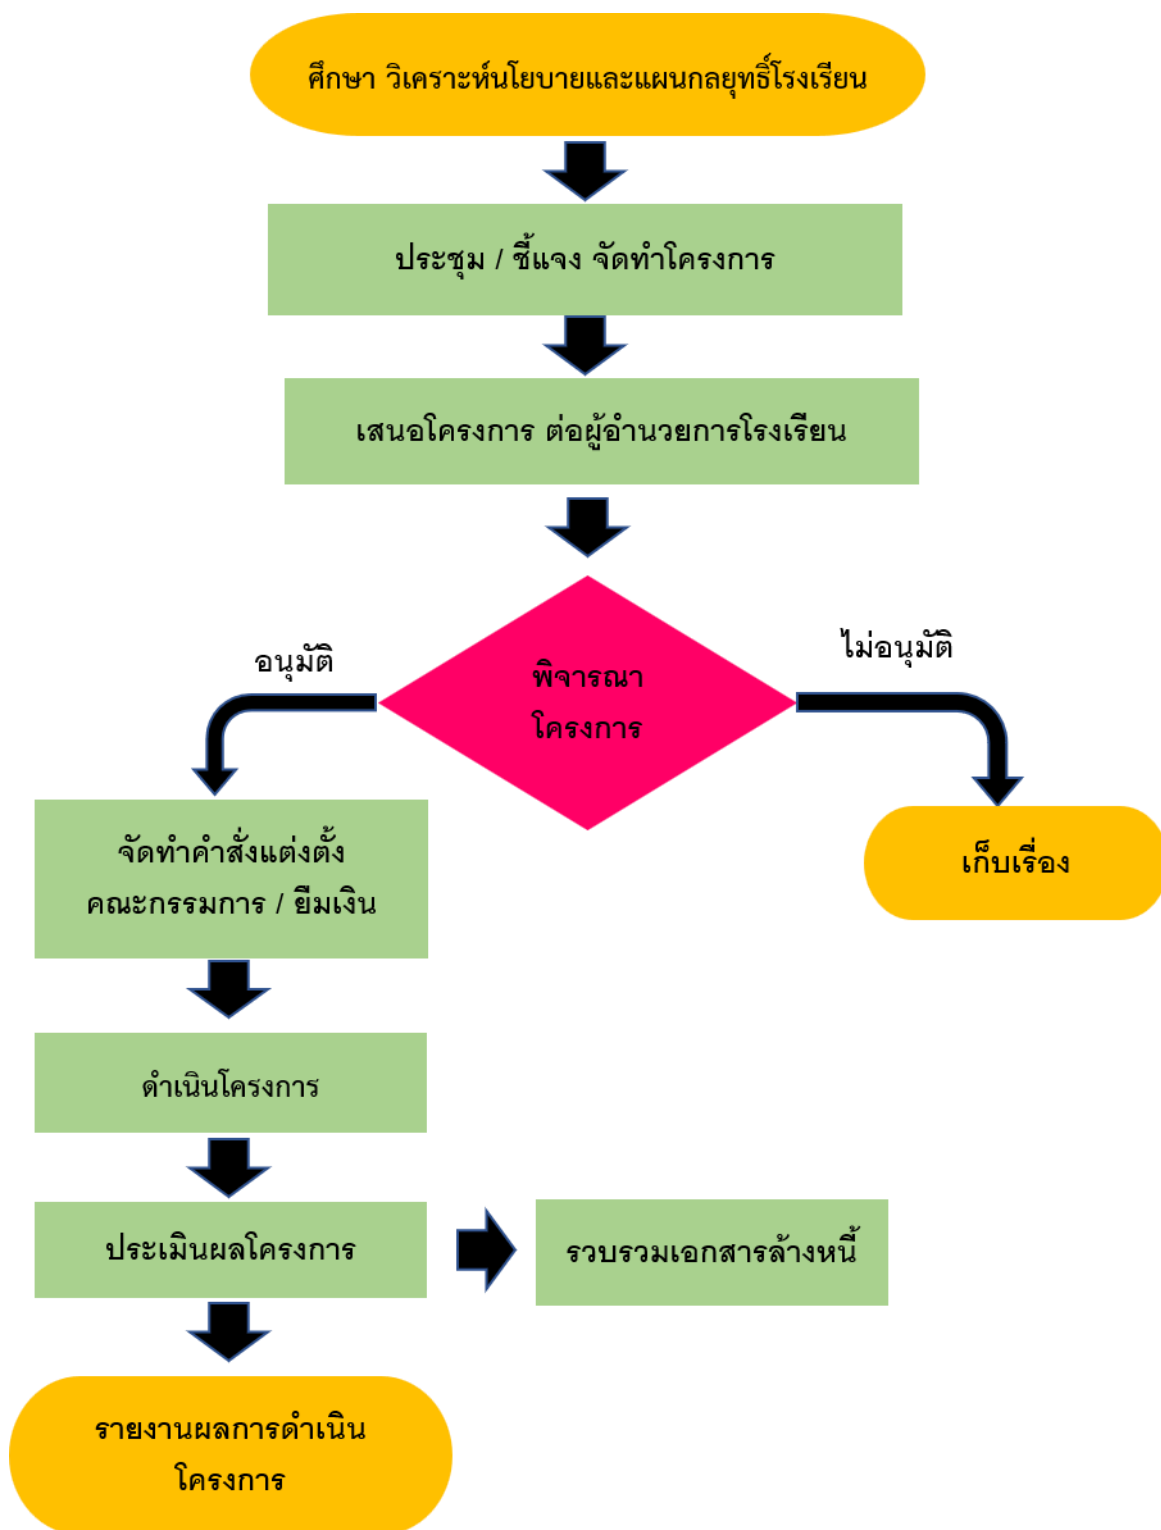 ศึกษา วิเคราะห์นโยบายและแผนกลยุทธิ์โรงเรียน
ประชุม / ชี้แจง จัดทำโครงการ
เสนอโครงการ ต่อผู้อำนวยการโรงเรียน
พิจารณา
โครงการ
อนุมัติ
ไม่อนุมัติ
จัดทำคำสั่งแต่งตั้ง
คณะกรรมการ / ยืมเงิน
เก็บเรื่อง
ดำเนินโครงการ
ประเมินผลโครงการ
รวบรวมเอกสารล้างหนี้
รายงานผลการดำเนิน
โครงการ